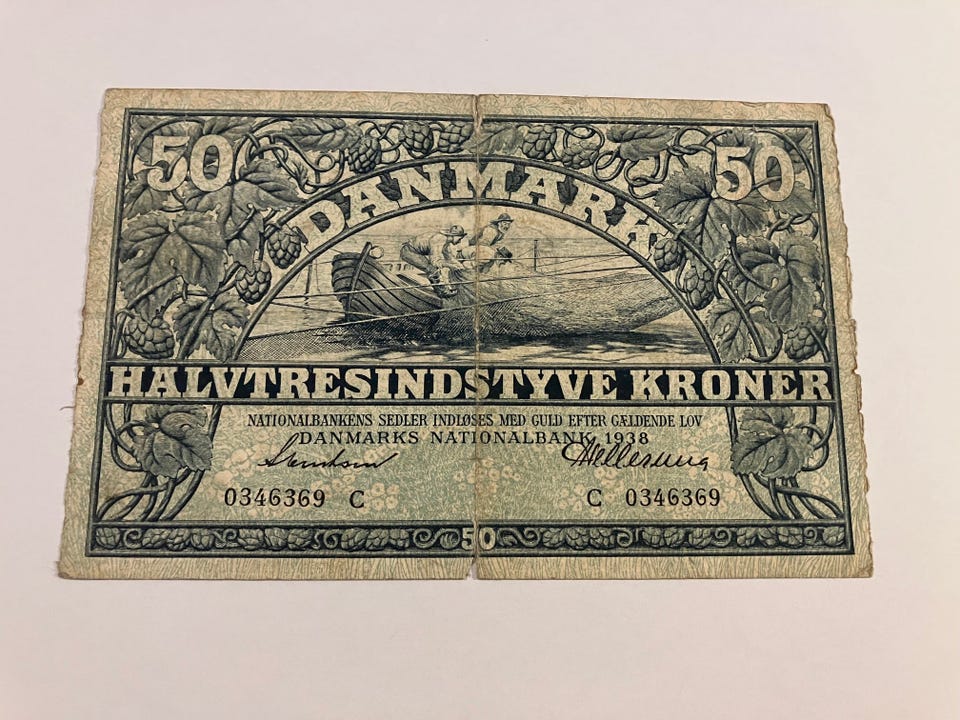 50 50
DANMARK
HALVTRESINDSTYVE KRONER
NATIONALBANKENS SEDLER INDLØSES MED GULD EFTER GÆLDENDE LOV
DANMARKS NATIONALBANK 1938
Svendsen
0346369 C C 0346369
50